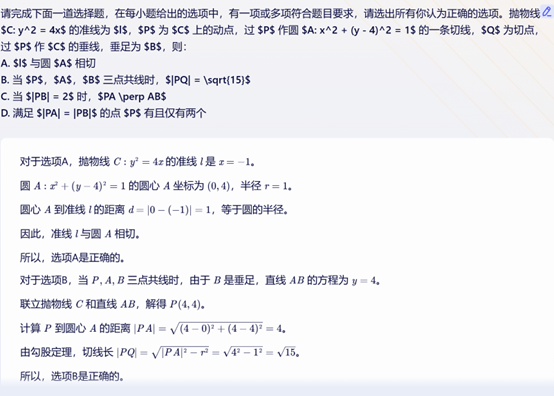 请完成下面一道选择题，在每小题给出的选项中，有一项或多项符合题目要求，请选出所有你认为正确的选项。抛物线
$C: y^2 = 4x$ 的准线为 $l$，$P$ 为 $C$ 上的动点，过 $P$ 作圆 $A: x^2 + (y - 4)^2 = 1$ 的一条切线，$Q$ 为切点，
过 $P$ 作 $C$ 的垂线，垂足为 $B$，则：
A. $l$ 与圆 $A$ 相切
B. 当 $P$，$A$，$B$ 三点共线时，$|PQ| = \sqrt{15}$
C. 当 $|PB| = 2$ 时，$PA \perp AB$
D. 满足 $|PA| = |PB|$ 的点 $P$ 有且仅有两个
对于选项A，抛物线 C : y² = 4x 的准线 l 是 x = −1。
圆 A : x² + (y − 4)² = 1 的圆心 A 坐标为 (0, 4)，半径 r = 1。
圆心 A 到准线 l 的距离 d = |0 − (−1)| = 1，等于圆的半径。
因此，准线 l 与圆 A 相切。
所以，选项A是正确的。
对于选项B，当 P, A, B 三点共线时，由于 B 是垂足，直线 AB 的方程为 y = 4。
联立抛物线 C 和直线 AB，解得 P(4, 4)。
计算 P 到圆心 A 的距离 |PA| = √((4 − 0)² + (4 − 4)²) = 4。
由勾股定理，切线长 |PQ| = √(|PA|² − r²) = √(4² − 1²) = √15。
所以，选项B是正确的。